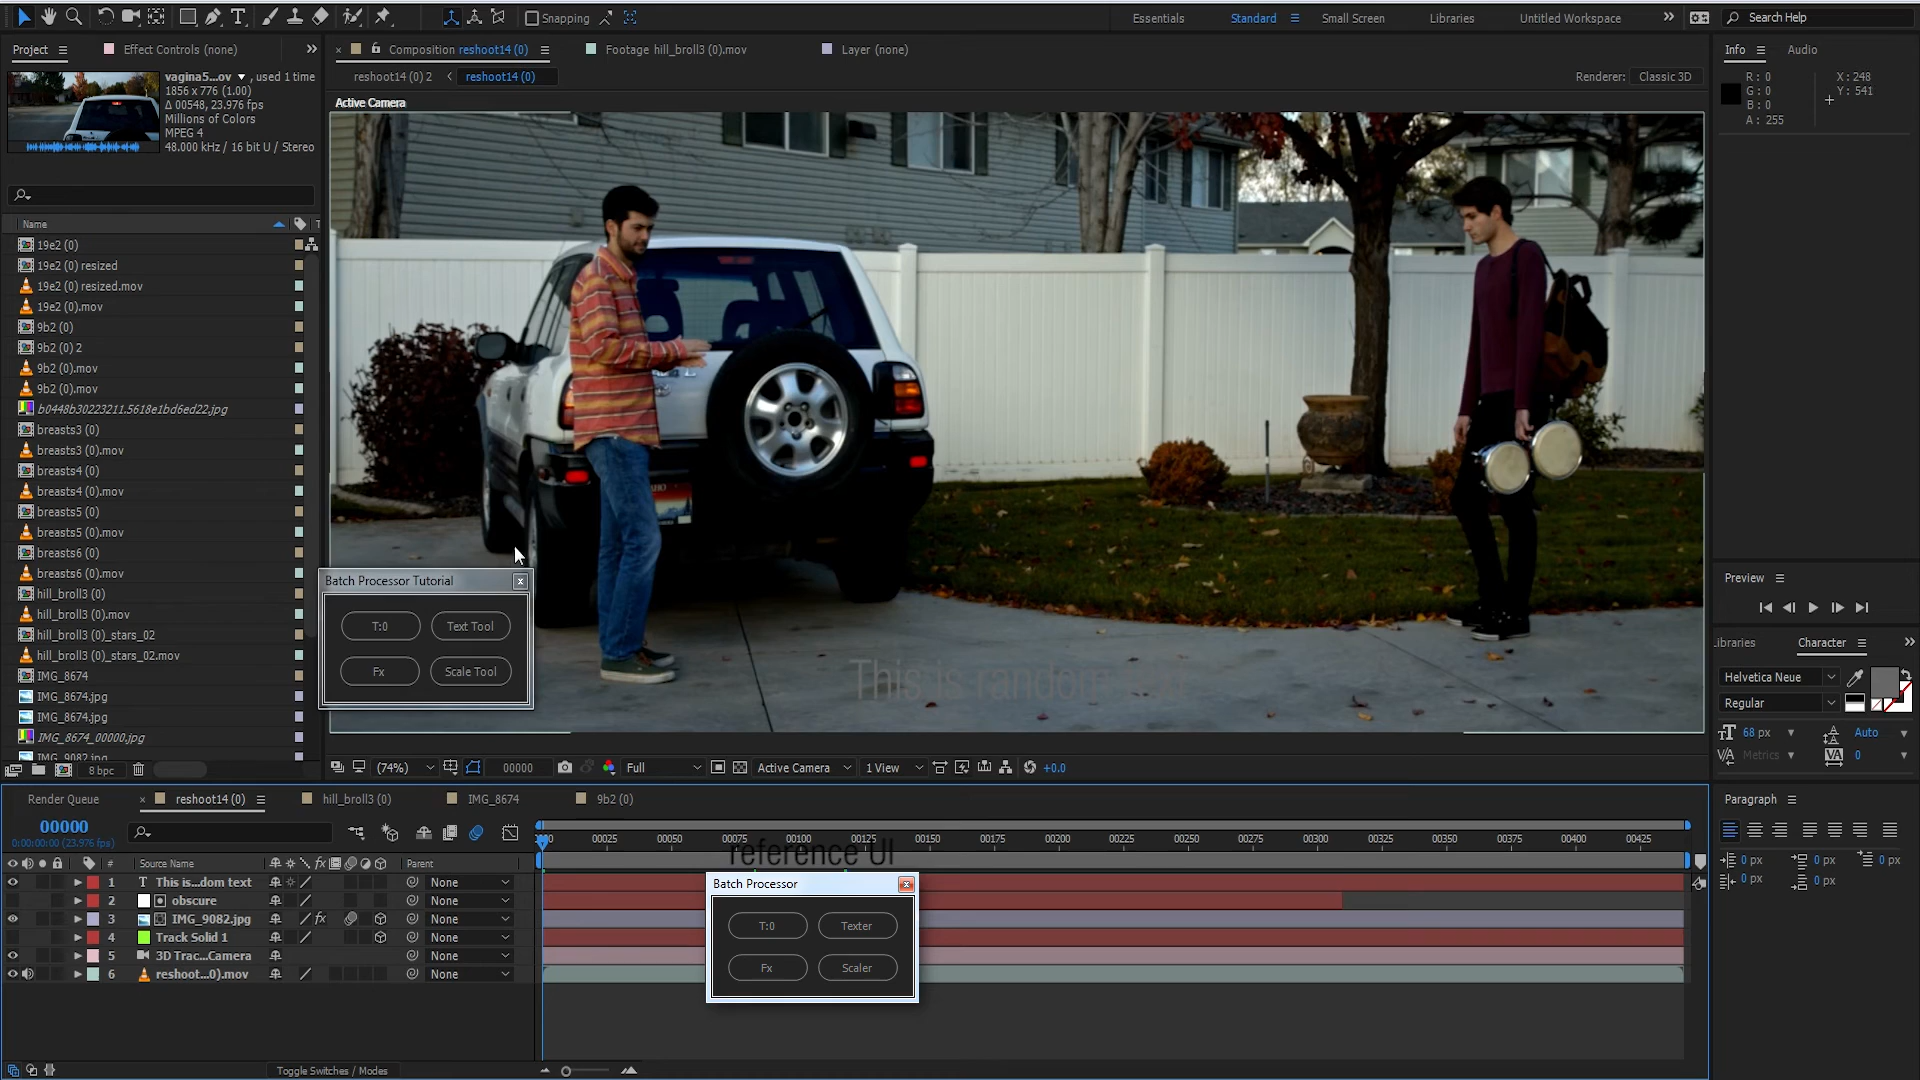 Snapping
Essentials
Standard
Small Screen
Libraries
Untitled Workspace
Search Help
Project
Effect Controls (none)
Composition reshoot14 (0)
Footage hill_broll3 (0).mov
Layer (none)
Info
Audio
vagina5...ov , used 1 time
1856 x 776 (1.00)
Δ 00548, 23.976 fps
Millions of Colors
MPEG 4
48.000 kHz / 16 bit U / Stereo
reshoot14 (0) 2
reshoot14 (0)
Renderer:
Classic 3D
R : 0
G : 0
B : 0
A : 255
X : 248
Y : 541
Active Camera
Name
19e2 (0)
19e2 (0) resized
19e2 (0) resized.mov
19e2 (0).mov
9b2 (0)
9b2 (0) 2
9b2 (0).mov
9b2 (0).mov
b0448b30223211.5618e1bd6ed22.jpg
breasts3 (0)
breasts3 (0).mov
breasts4 (0)
breasts4 (0).mov
breasts5 (0)
breasts5 (0).mov
breasts6 (0)
breasts6 (0).mov
hill_broll3 (0)
hill_broll3 (0).mov
hill_broll3 (0)_stars_02
hill_broll3 (0)_stars_02.mov
IMG_8674
IMG_8674.jpg
IMG_8674.jpg
IMG_8674_00000.jpg
IMG_9082.jpg
8 bpc
Batch Processor Tutorial
T:0
Text Tool
Fx
Scale Tool
This is random
Preview
Libraries
Character
Helvetica Neue
Regular
68 px
Auto
Metrics
0
(74%)
00000
Full
Active Camera
1 View
+0.0
Render Queue
reshoot14 (0)
hill_broll3 (0)
IMG_8674
9b2 (0)
Paragraph
00000
0:00:00:00 (23.976 fps)
00025
00050
00075
00100
00125
00150
00175
00200
00225
00250
00275
00300
00325
00350
00375
00400
00425
reference UI
# Source Name
Parent
1 This is...dom text None
2 obscure None
3 IMG_9082.jpg None
4 Track Solid 1 None
5 3D Trac...Camera None
6 reshoot...0).mov None
Batch Processor
T:0
Texter
Fx
Scaler
0 px
0 px
0 px
0 px
0 px
Toggle Switches / Modes